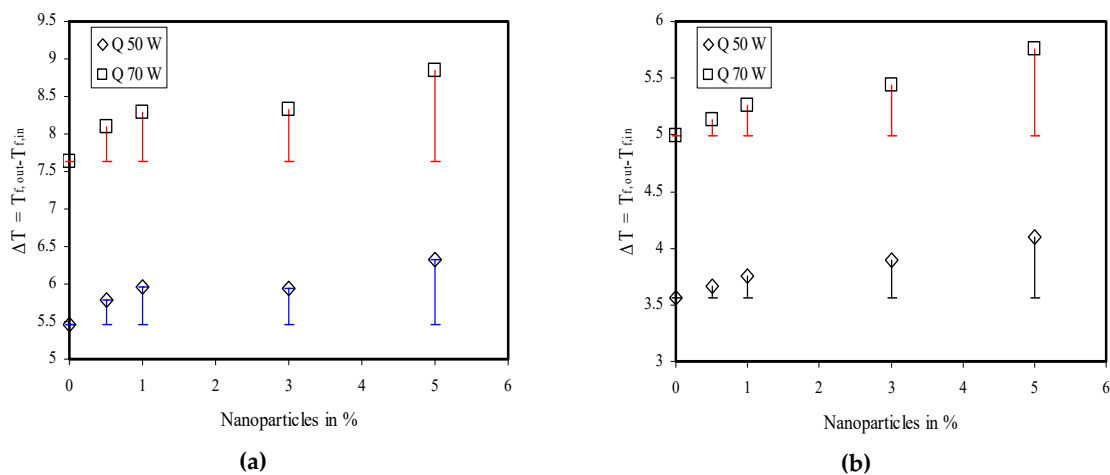 9.5
9
8.5
8
7.5
7
6.5
6
5.5
5
Q 50 W
Q 70 W
Δ T = Tf, out-Tf,in
0 1 2 3 4 5 6
Nanoparticles in %
(a)
6
5.5
5
4.5
4
3.5
3
Q 50 W
Q 70 W
Δ T = Tf, out-Tf,in
0 1 2 3 4 5 6
Nanoparticles in %
(b)